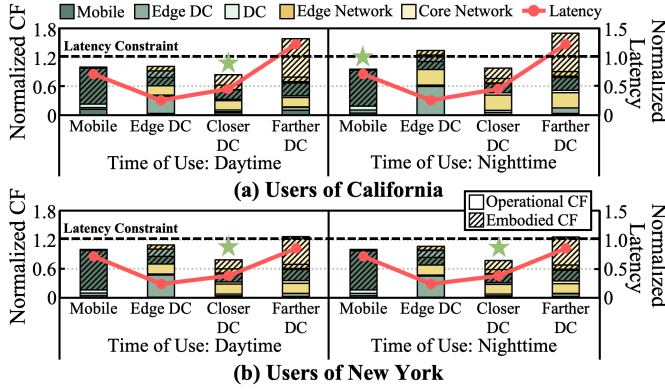 Mobile Edge DC DC Edge Network Core Network Latency
Normalized CF
1.8
1.2
0.6
0
Latency Constraint
1.5
1.0
0.5
0
Normalized
Latency
Mobile Edge DC Closer DC Farther DC
Mobile Edge DC Closer DC Farther DC
Time of Use: Daytime
Time of Use: Nighttime
(a) Users of California
Normalized CF
1.8
1.2
0.6
0
Latency Constraint
Operational CF
Embodied CF
1.5
1.0
0.5
0
Normalized
Latency
Mobile Edge DC Closer DC Farther DC
Mobile Edge DC Closer DC Farther DC
Time of Use: Daytime
Time of Use: Nighttime
(b) Users of New York